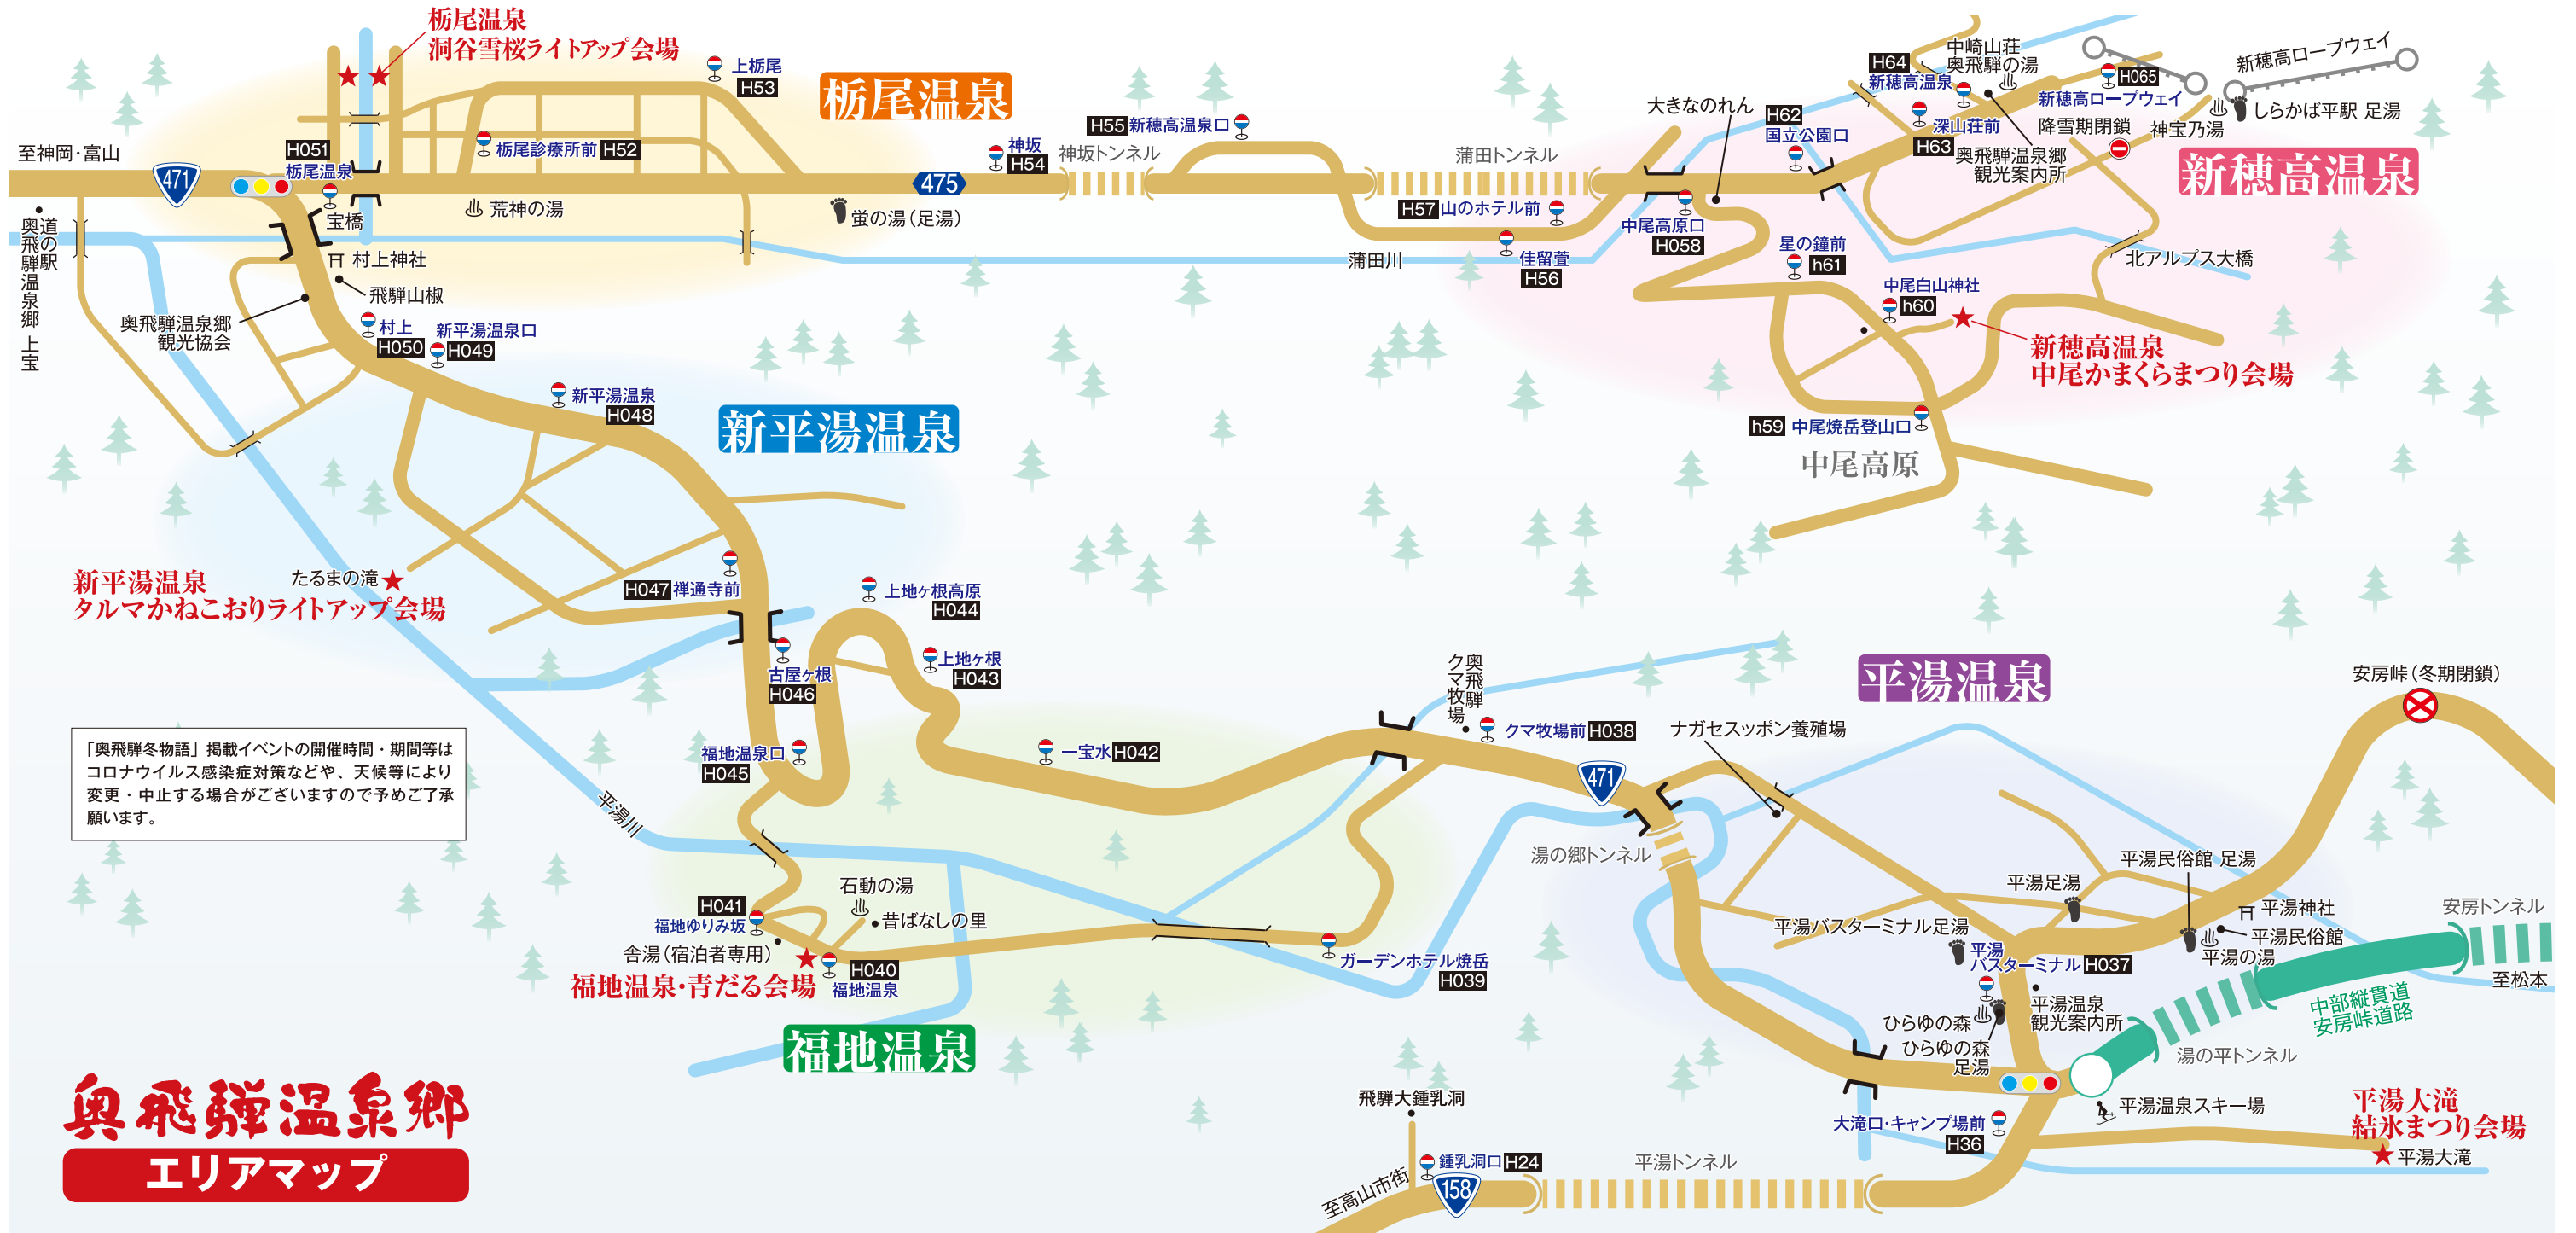 栃尾温泉
洞谷雪桜ライトアップ会場
上栃尾
H53
栃尾温泉
至神岡・富山
471
H051
栃尾温泉
宝橋
栃尾診療所前 H52
荒神の湯
475
蛍の湯（足湯）
神坂
H54
H55 新穂高温泉口
神坂トンネル
蒲田トンネル
H57 山のホテル前
佳留萱
H56
蒲田川
大きなのれん
H62
国立公園口
中尾高原口
H058
H64
新穂高温泉
中崎山荘
奥飛騨の湯
深山荘前
H63
奥飛騨温泉郷
観光案内所
H065
新穂高ロープウェイ
新穂高ロープウェイ
降雪期閉鎖
神宝乃湯
しらかば平駅 足湯
新穂高温泉
北アルプス大橋
星の鐘前
h61
中尾白山神社
h60
新穂高温泉
中尾かまくらまつり会場
h59 中尾焼岳登山口
中尾高原
道の駅
奥飛騨温泉郷 上宝
村上神社
飛騨山椒
奥飛騨温泉郷
観光協会
村上
H050
新平湯温泉口
H049
新平湯温泉
H048
新平湯温泉
たるまの滝
新平湯温泉
タルマかねこおりライトアップ会場
H047 禅通寺前
上地ヶ根高原
H044
上地ヶ根
H043
古屋ヶ根
H046
福地温泉口
H045
一宝水 H042
「奥飛騨冬物語」掲載イベントの開催時間・期間等は
コロナウイルス感染症対策などや、天候等により
変更・中止する場合がございますので予めご了承
願います。
平湯川
奥飛騨
クマ牧場
クマ牧場前 H038
471
湯の郷トンネル
H041
福地ゆりみ坂
石動の湯
昔ばなしの里
舎湯（宿泊者専用）
福地温泉・青だる会場
H040
福地温泉
ガーデンホテル焼岳
H039
福地温泉
平湯温泉
ナガセスッポン養殖場
安房峠（冬期閉鎖）
平湯民俗館 足湯
平湯足湯
平湯バスターミナル足湯
平湯
バスターミナル H037
平湯神社
平湯民俗館
平湯の湯
安房トンネル
至松本
中部縦貫道
安房峠道路
湯の平トンネル
平湯温泉
観光案内所
ひらゆの森
ひらゆの森
足湯
平湯温泉スキー場
大滝口・キャンプ場前
H36
平湯大滝
結氷まつり会場
平湯大滝
飛騨大鍾乳洞
鍾乳洞口 H24
平湯トンネル
至高山市街
158
奥飛騨温泉郷
エリアマップ